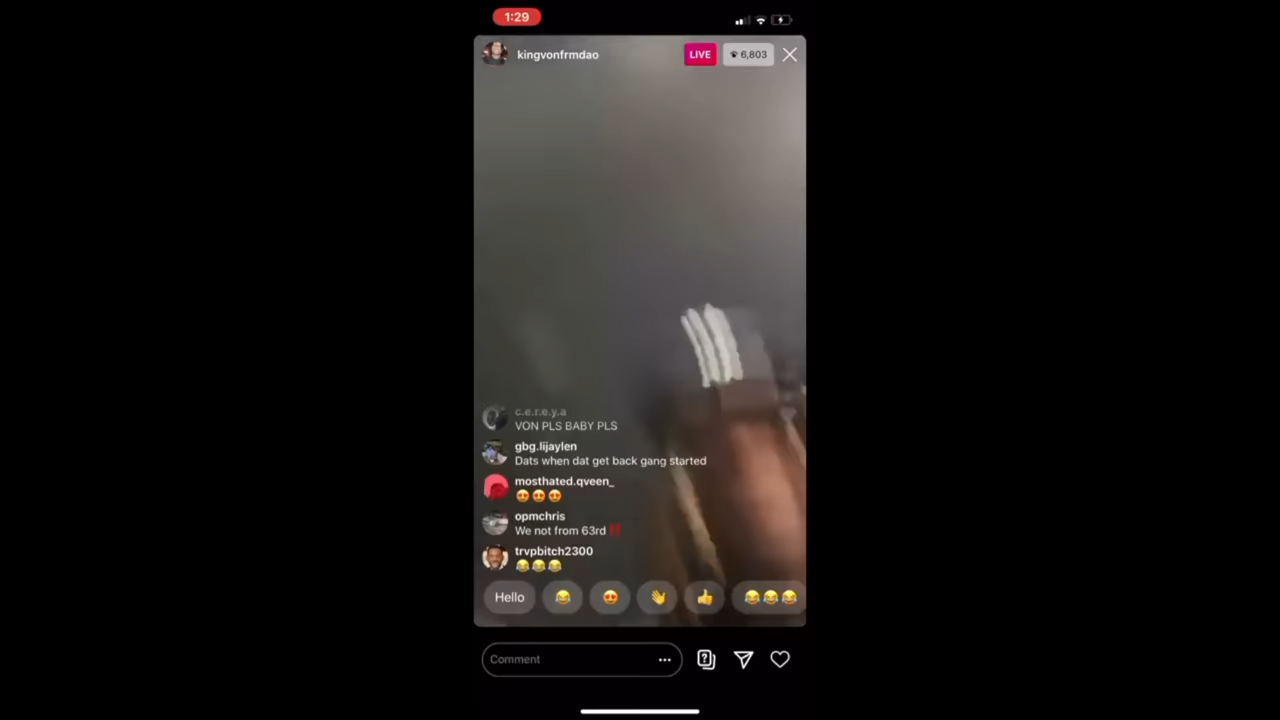 1:29
kingvonfrmdao
LIVE
6,803
c.e.r.e.y.a
VON PLS BABY PLS
gbg.lijaylen
Dats when dat get back gang started
mosthated.qveen_
😍😍😍
opmchris
We not from 63rd ‼️
trvpbitch2300
😂😂😂
Hello 😂 😍 👋 👍 😂😂😂
Comment